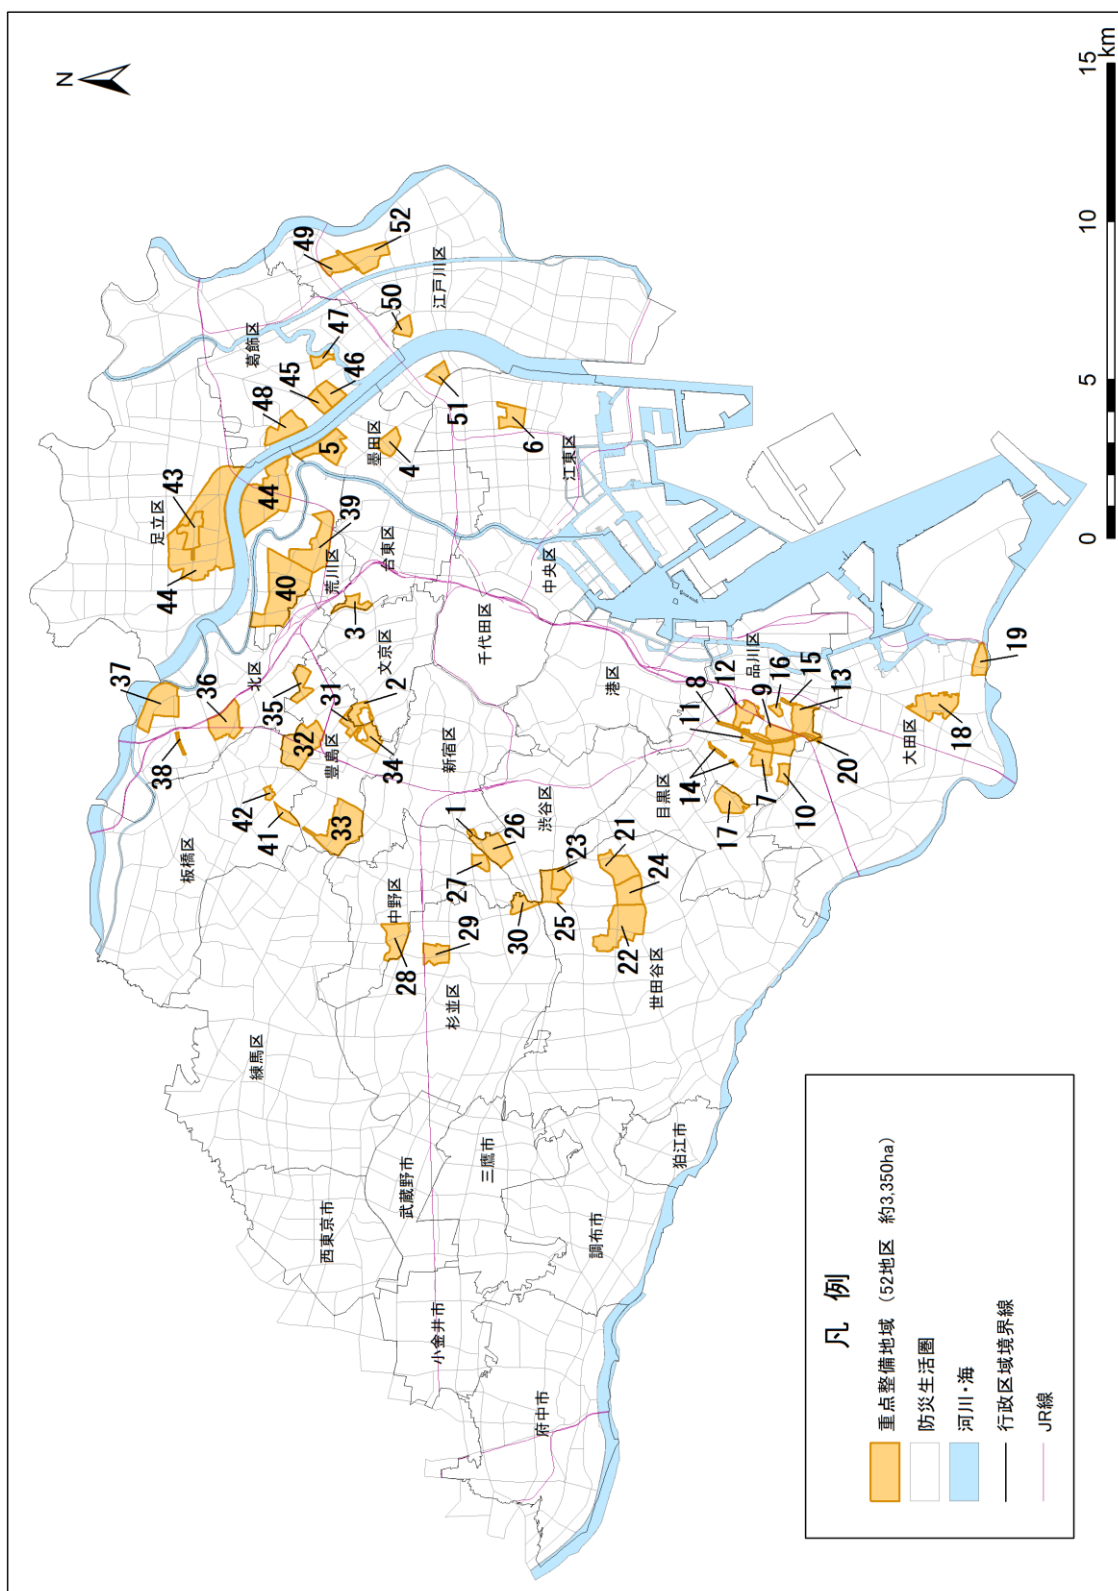 N
足立区
葛飾区
江戸川区
墨田区
江東区
荒川区
台東区
中央区
北区
文京区
千代田区
豊島区
新宿区
港区
品川区
大田区
目黒区
渋谷区
板橋区
中野区
杉並区
世田谷区
練馬区
西東京市
武蔵野市
三鷹市
狛江市
調布市
小金井市
府中市
1
2
3
4
5
6
7
8
9
10
11
12
13
14
15
16
17
18
19
20
21
22
23
24
25
26
27
28
29
30
31
32
33
34
35
36
37
38
39
40
41
42
43
44
44
45
46
47
48
49
50
51
52
凡 例
重点整備地域 (52地区 約3,350ha)
防災生活圏
河川・海
行政区域境界線
JR線
0 5 10 15
km